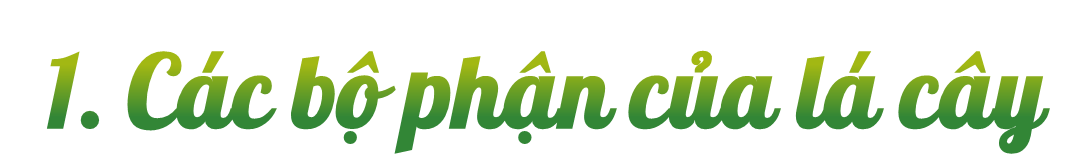 1. Các bộ phận của lá cây